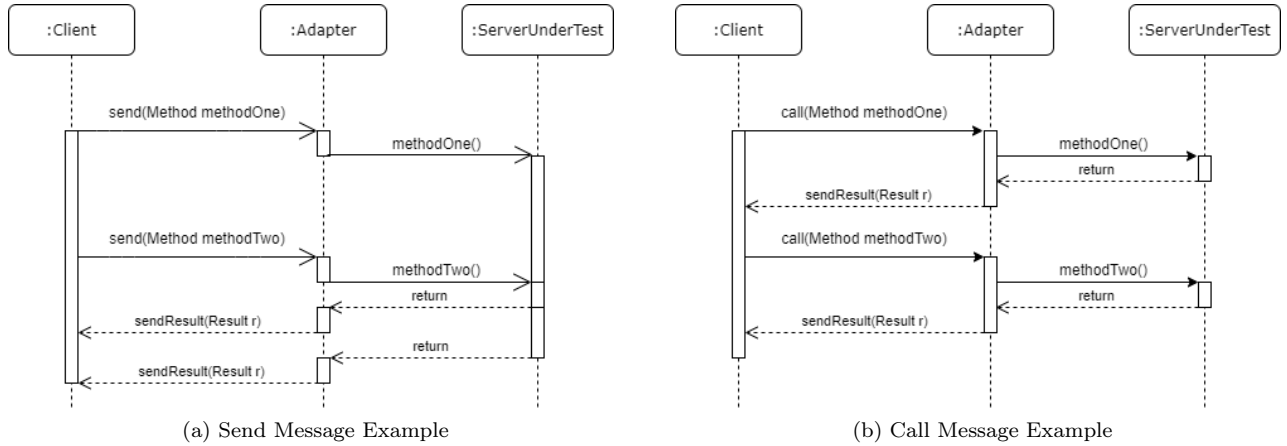 :Client
:Adapter
:ServerUnderTest
send(Method methodOne)
methodOne()
send(Method methodTwo)
methodTwo()
return
sendResult(Result r)
return
sendResult(Result r)
(a) Send Message Example
:Client
:Adapter
:ServerUnderTest
call(Method methodOne)
methodOne()
return
sendResult(Result r)
call(Method methodTwo)
methodTwo()
return
sendResult(Result r)
(b) Call Message Example